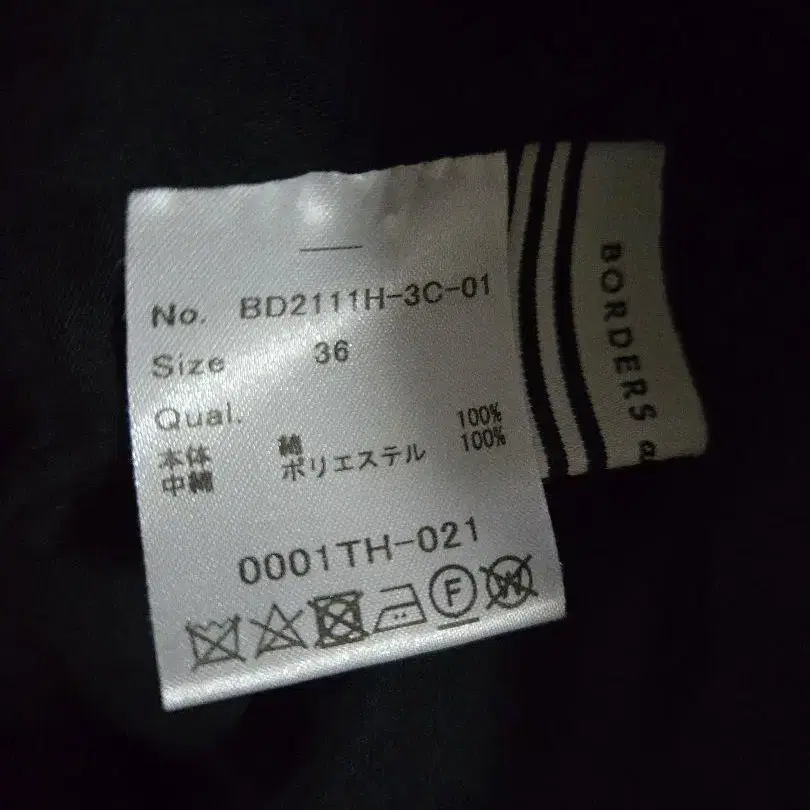 No. BD2111H-3C-01
Size 36
Qual.
本体 綿 100%
中綿 ポリエステル 100%
0001TH-021
F
W
BORDERS a